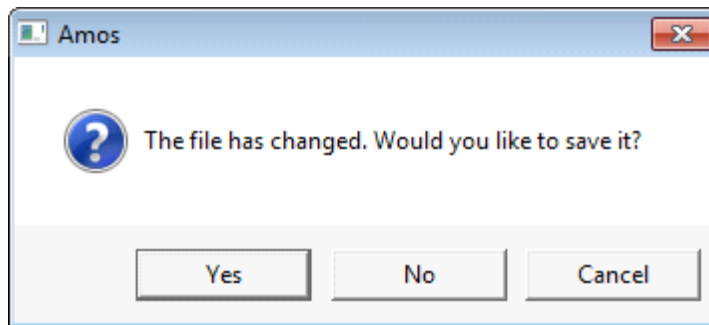 Amos
The file has changed. Would you like to save it?
Yes No Cancel